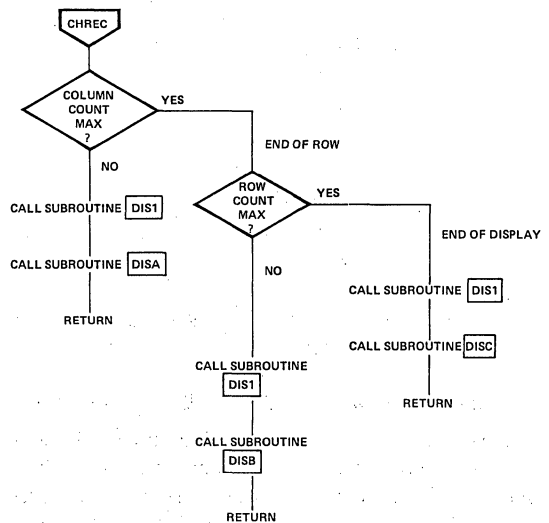 CHREC
COLUMN
COUNT
MAX
?
YES
NO
END OF ROW
CALL SUBROUTINE DIS1
CALL SUBROUTINE DISA
RETURN
ROW
COUNT
MAX
?
YES
NO
END OF DISPLAY
CALL SUBROUTINE DIS1
CALL SUBROUTINE DISC
RETURN
CALL SUBROUTINE
DIS1
CALL SUBROUTINE
DISB
RETURN